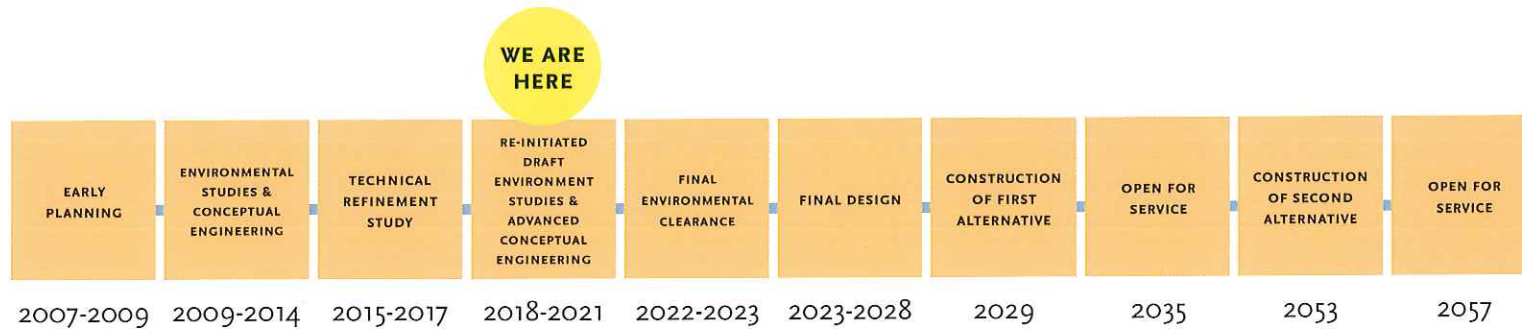 WE ARE
HERE
EARLY
PLANNING
ENVIRONMENTAL
STUDIES &
CONCEPTUAL
ENGINEERING
TECHNICAL
REFINEMENT
STUDY
RE-INITIATED
DRAFT
ENVIRONMENT
STUDIES &
ADVANCED
CONCEPTUAL
ENGINEERING
FINAL
ENVIRONMENTAL
CLEARANCE
FINAL DESIGN
CONSTRUCTION
OF FIRST
ALTERNATIVE
OPEN FOR
SERVICE
CONSTRUCTION
OF SECOND
ALTERNATIVE
OPEN FOR
SERVICE
2007-2009 2009-2014 2015-2017 2018-2021 2022-2023 2023-2028 2029 2035 2053 2057